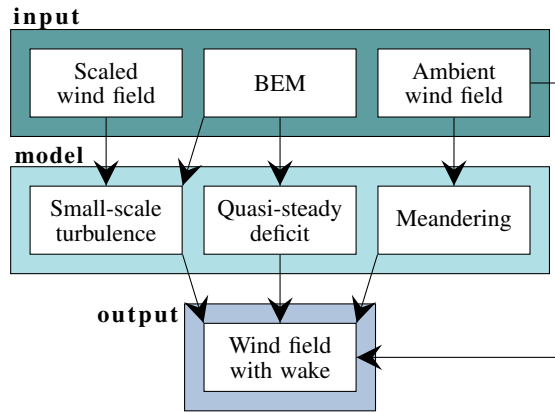 input
Scaled
wind field
BEM
Ambient
wind field
model
Small-scale
turbulence
Quasi-steady
deficit
Meandering
output
Wind field
with wake